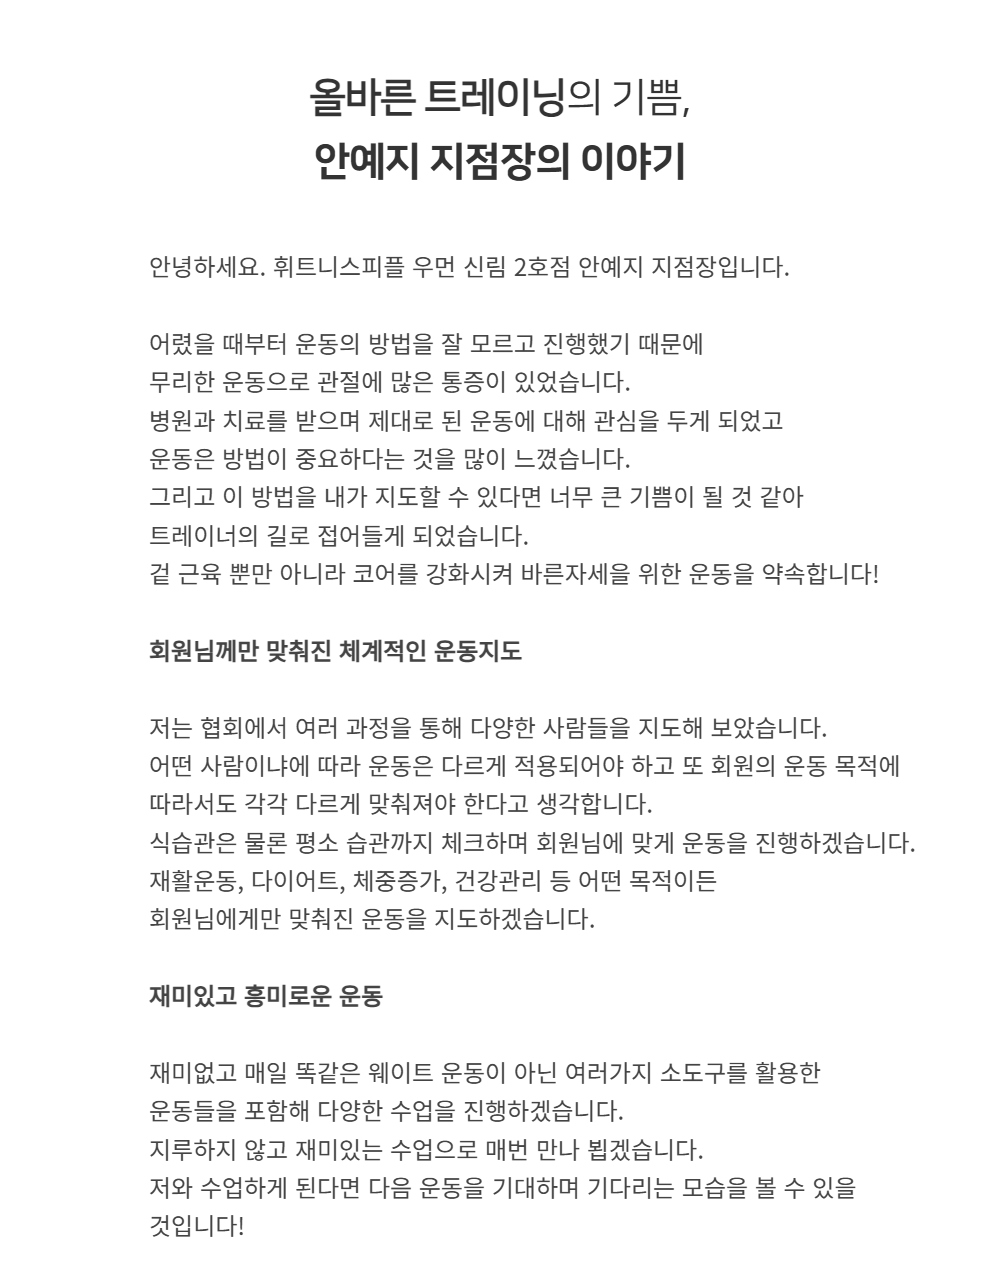 올바른 트레이닝의 기쁨,
안예지 지점장의 이야기
안녕하세요. 휘트니스피플 우먼 신림 2호점 안예지 지점장입니다.
어렸을 때부터 운동의 방법을 잘 모르고 진행했기 때문에
무리한 운동으로 관절에 많은 통증이 있었습니다.
병원과 치료를 받으며 제대로 된 운동에 대해 관심을 두게 되었고
운동은 방법이 중요하다는 것을 많이 느꼈습니다.
그리고 이 방법을 내가 지도할 수 있다면 너무 큰 기쁨이 될 것 같아
트레이너의 길로 접어들게 되었습니다.
겉 근육 뿐만 아니라 코어를 강화시켜 바른자세을 위한 운동을 약속합니다!
회원님께만 맞춰진 체계적인 운동지도
저는 협회에서 여러 과정을 통해 다양한 사람들을 지도해 보았습니다.
어떤 사람이냐에 따라 운동은 다르게 적용되어야 하고 또 회원의 운동 목적에
따라서도 각각 다르게 맞춰져야 한다고 생각합니다.
식습관은 물론 평소 습관까지 체크하며 회원님에 맞게 운동을 진행하겠습니다.
재활운동, 다이어트, 체중증가, 건강관리 등 어떤 목적이든
회원님에게만 맞춰진 운동을 지도하겠습니다.
재미있고 흥미로운 운동
재미없고 매일 똑같은 웨이트 운동이 아닌 여러가지 소도구를 활용한
운동들을 포함해 다양한 수업을 진행하겠습니다.
지루하지 않고 재미있는 수업으로 매번 만나 뵙겠습니다.
저와 수업하게 된다면 다음 운동을 기대하며 기다리는 모습을 볼 수 있을
것입니다!